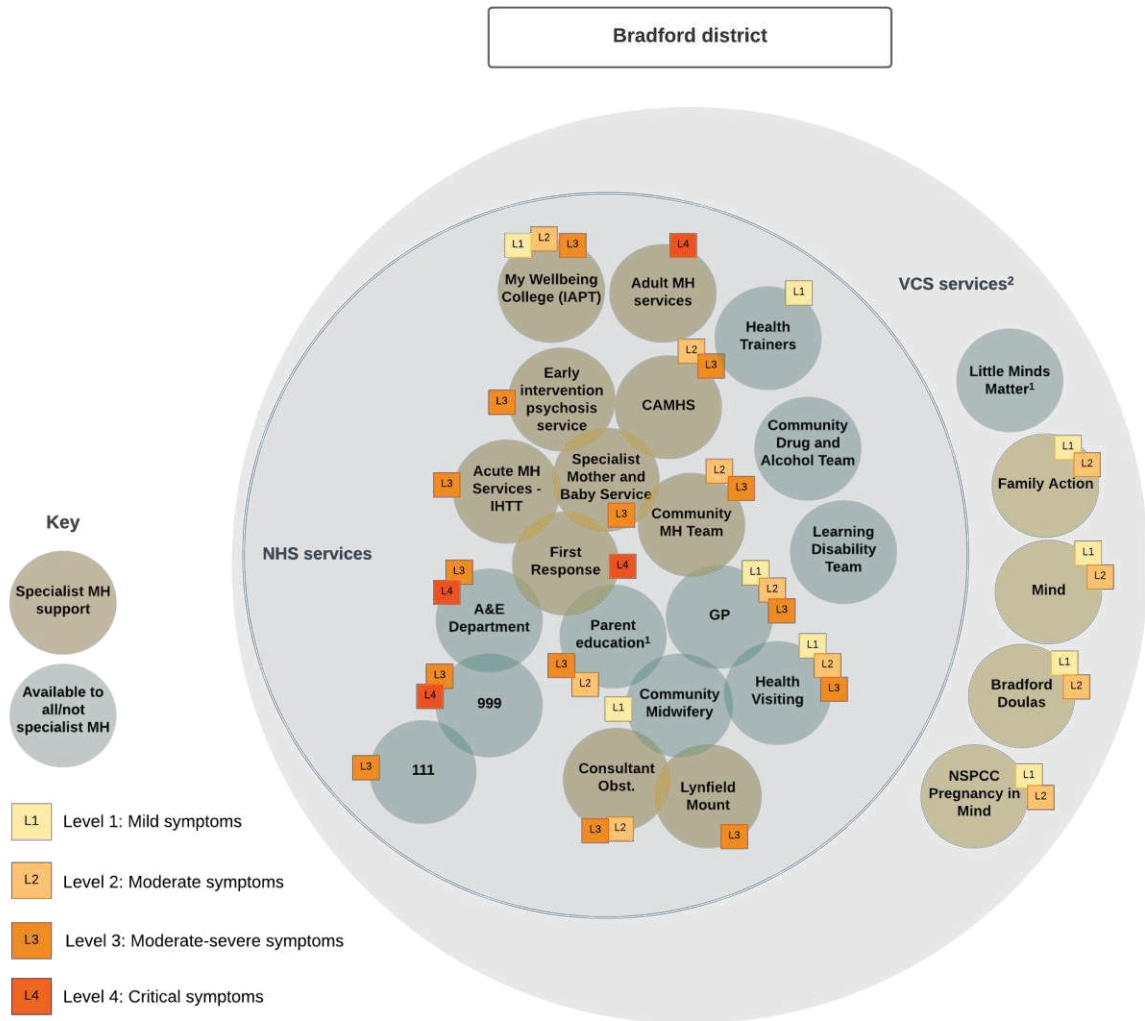 Bradford district
L1
L2
L3
My Wellbeing
College (IAPT)
L4
Adult MH
services
L1
Health
Trainers
VCS services²
Little Minds
Matter¹
L3
Early
intervention
psychosis
service
L2
L3
CAMHS
Community
Drug and
Alcohol Team
L1
L2
Family Action
L3
Acute MH
Services -
IHTT
Specialist
Mother and
Baby Service
L3
L2
L3
Community
MH Team
Learning
Disability
Team
Key
NHS services
Specialist MH
support
First
Response
L4
L1
L2
Mind
L3
L4
A&E
Department
Parent
education¹
L3
L2
L1
L2
L3
GP
L1
L2
Bradford
Doulas
Available to
all/not
specialist MH
L3
L4
999
L1
Community
Midwifery
L1
L2
L3
Health
Visiting
L3
111
Consultant
Obst.
L3
L2
Lynfield
Mount
L3
NSPCC
Pregnancy in
Mind
L1
L2
L1 Level 1: Mild symptoms
L2 Level 2: Moderate symptoms
L3 Level 3: Moderate-severe symptoms
L4 Level 4: Critical symptoms